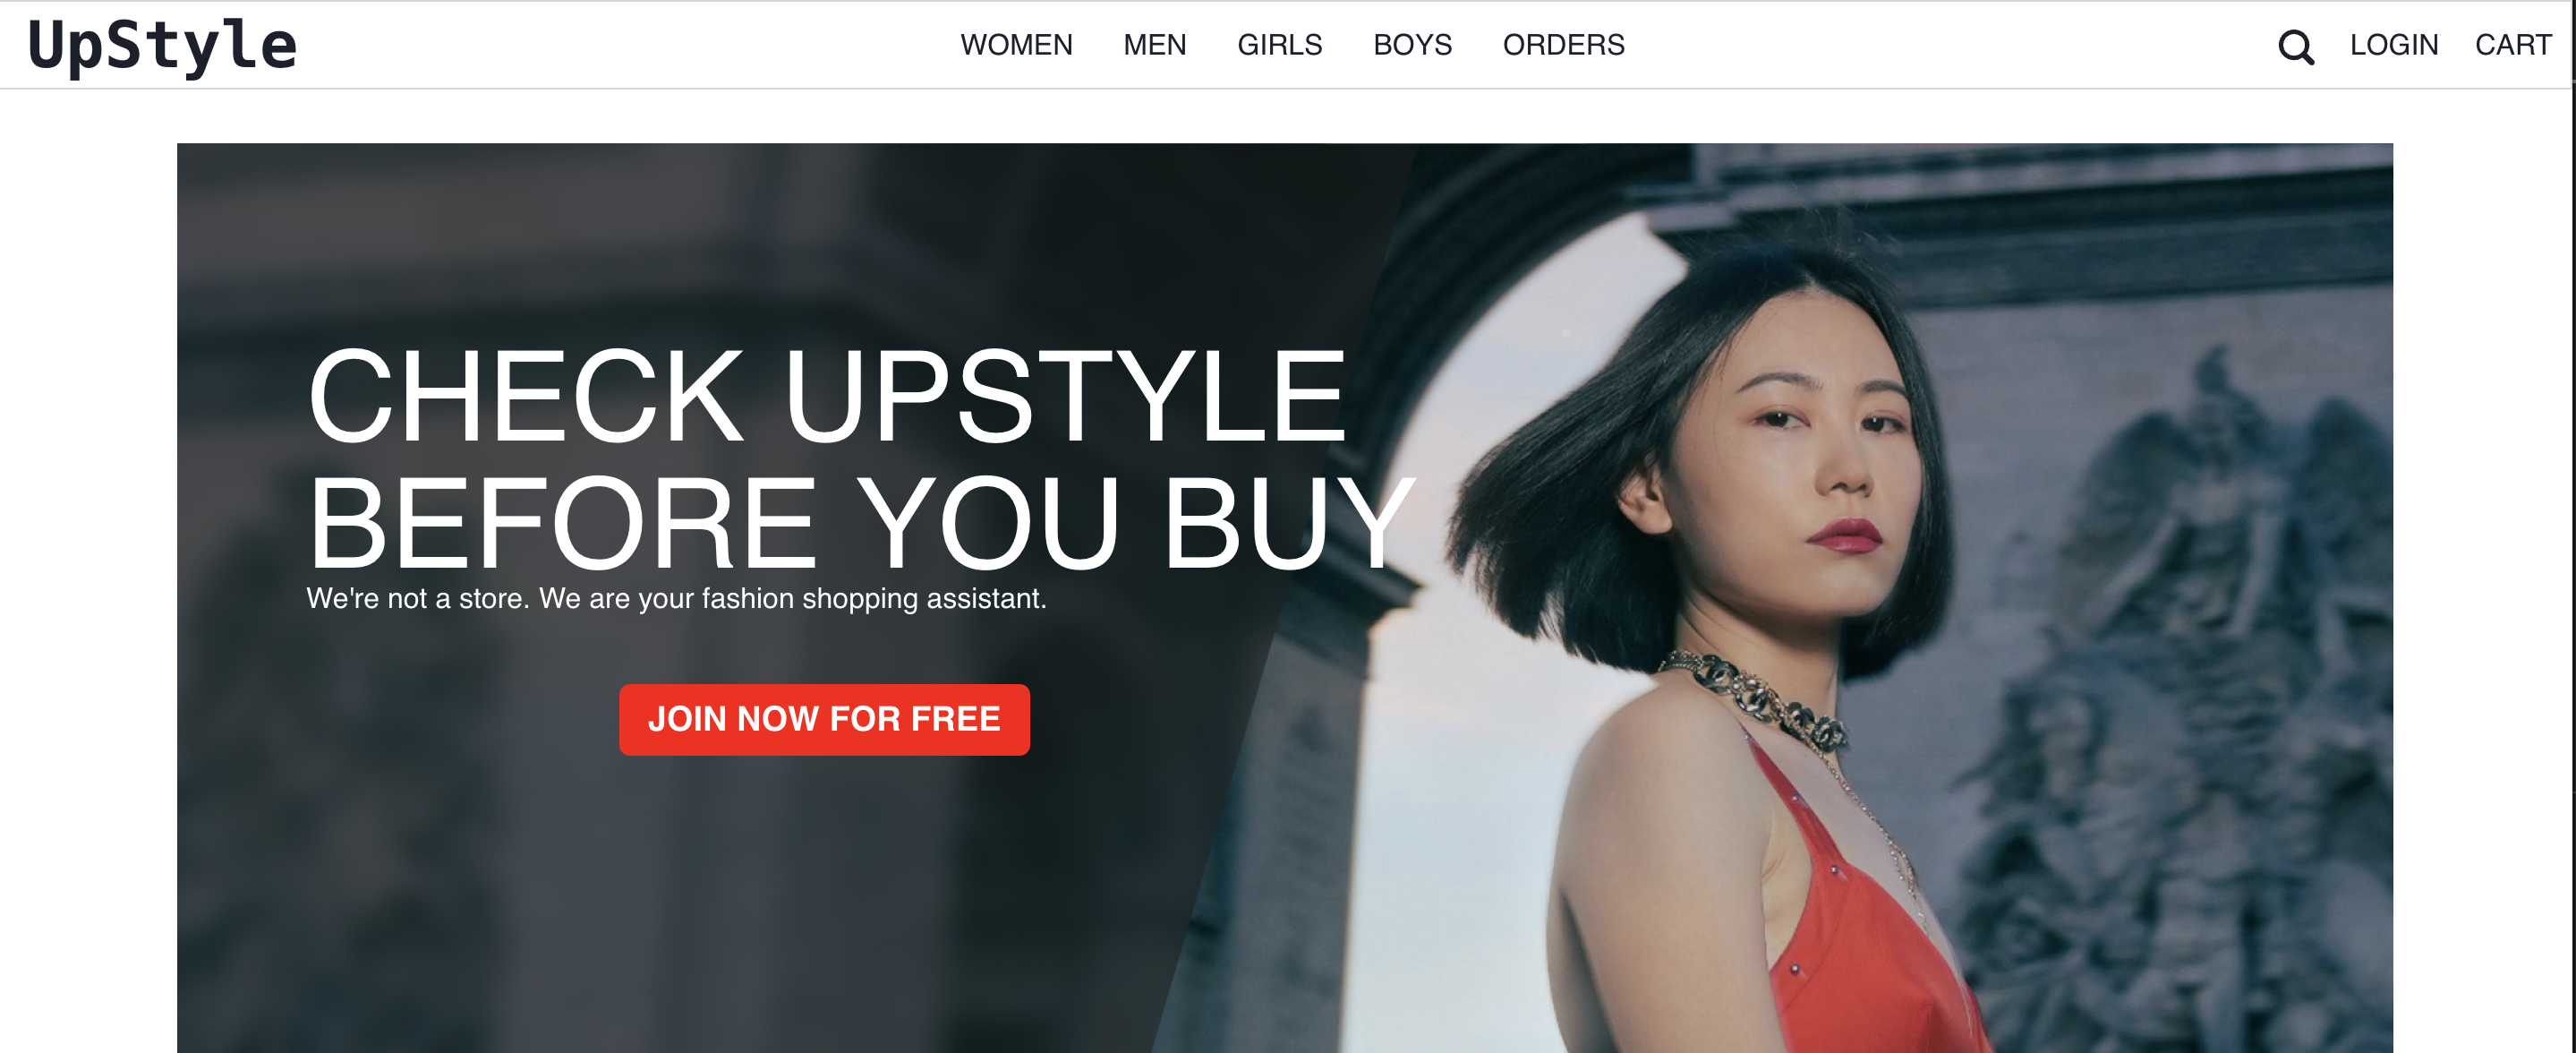 UpStyle
WOMEN MEN GIRLS BOYS ORDERS
LOGIN CART
CHECK UPSTYLE
BEFORE YOU BUY
We're not a store. We are your fashion shopping assistant.
JOIN NOW FOR FREE